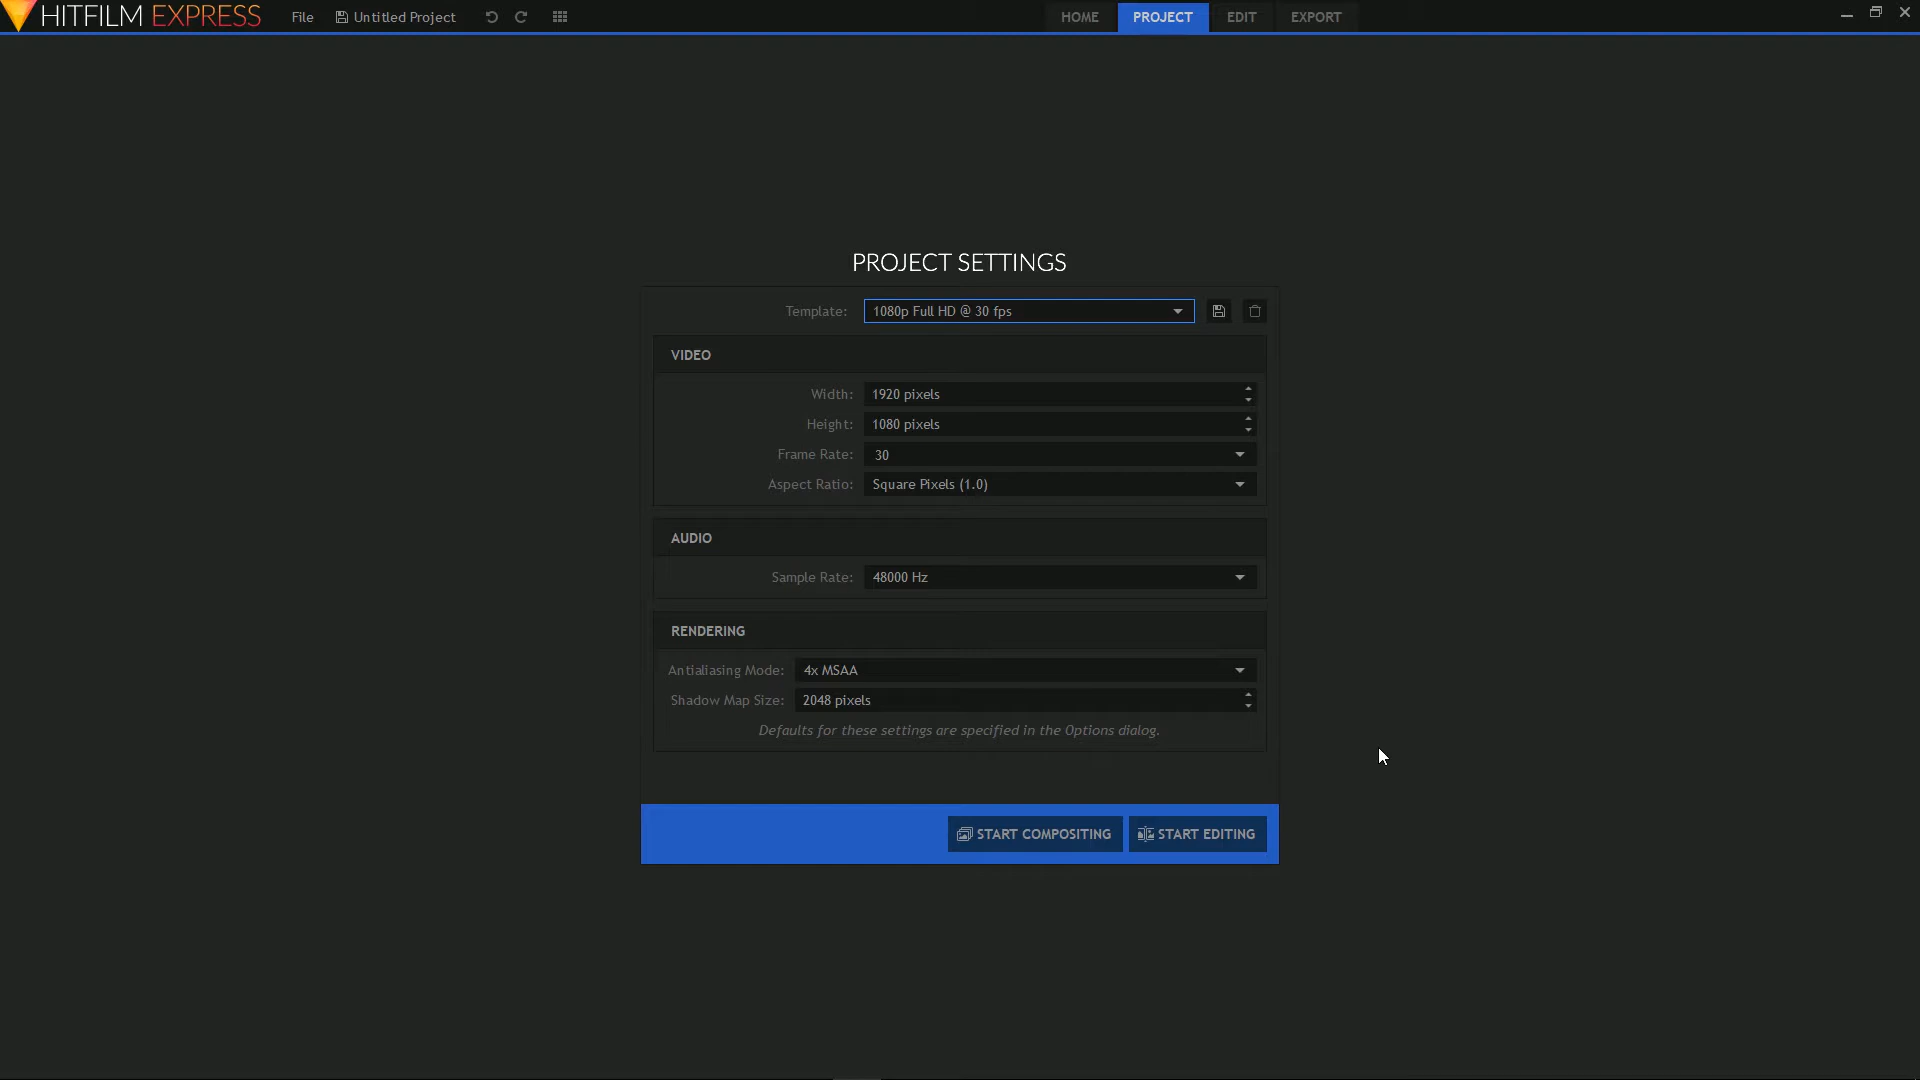 HITFILM EXPRESS File Untitled Project HOME PROJECT EDIT EXPORT
PROJECT SETTINGS
Template: 1080p Full HD @ 30 fps
VIDEO
Width: 1920 pixels
Height: 1080 pixels
Frame Rate: 30
Aspect Ratio: Square Pixels (1.0)
AUDIO
Sample Rate: 48000 Hz
RENDERING
Antialiasing Mode: 4x MSAA
Shadow Map Size: 2048 pixels
Defaults for these settings are specified in the Options dialog.
START COMPOSITING START EDITING